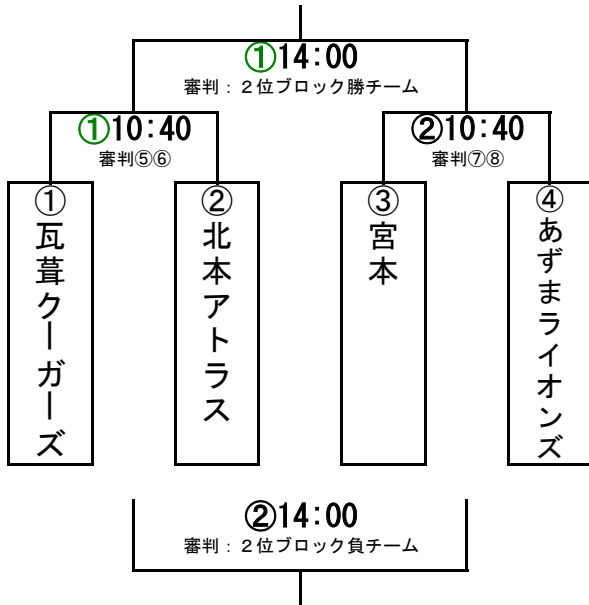 ①14:00
審判：２位ブロック勝チーム
①10:40
審判⑤⑥
②10:40
審判⑦⑧
①瓦葺クーガーズ
②北本アトラス
③宮本
④あずまライオンズ
②14:00
審判：２位ブロック負チーム